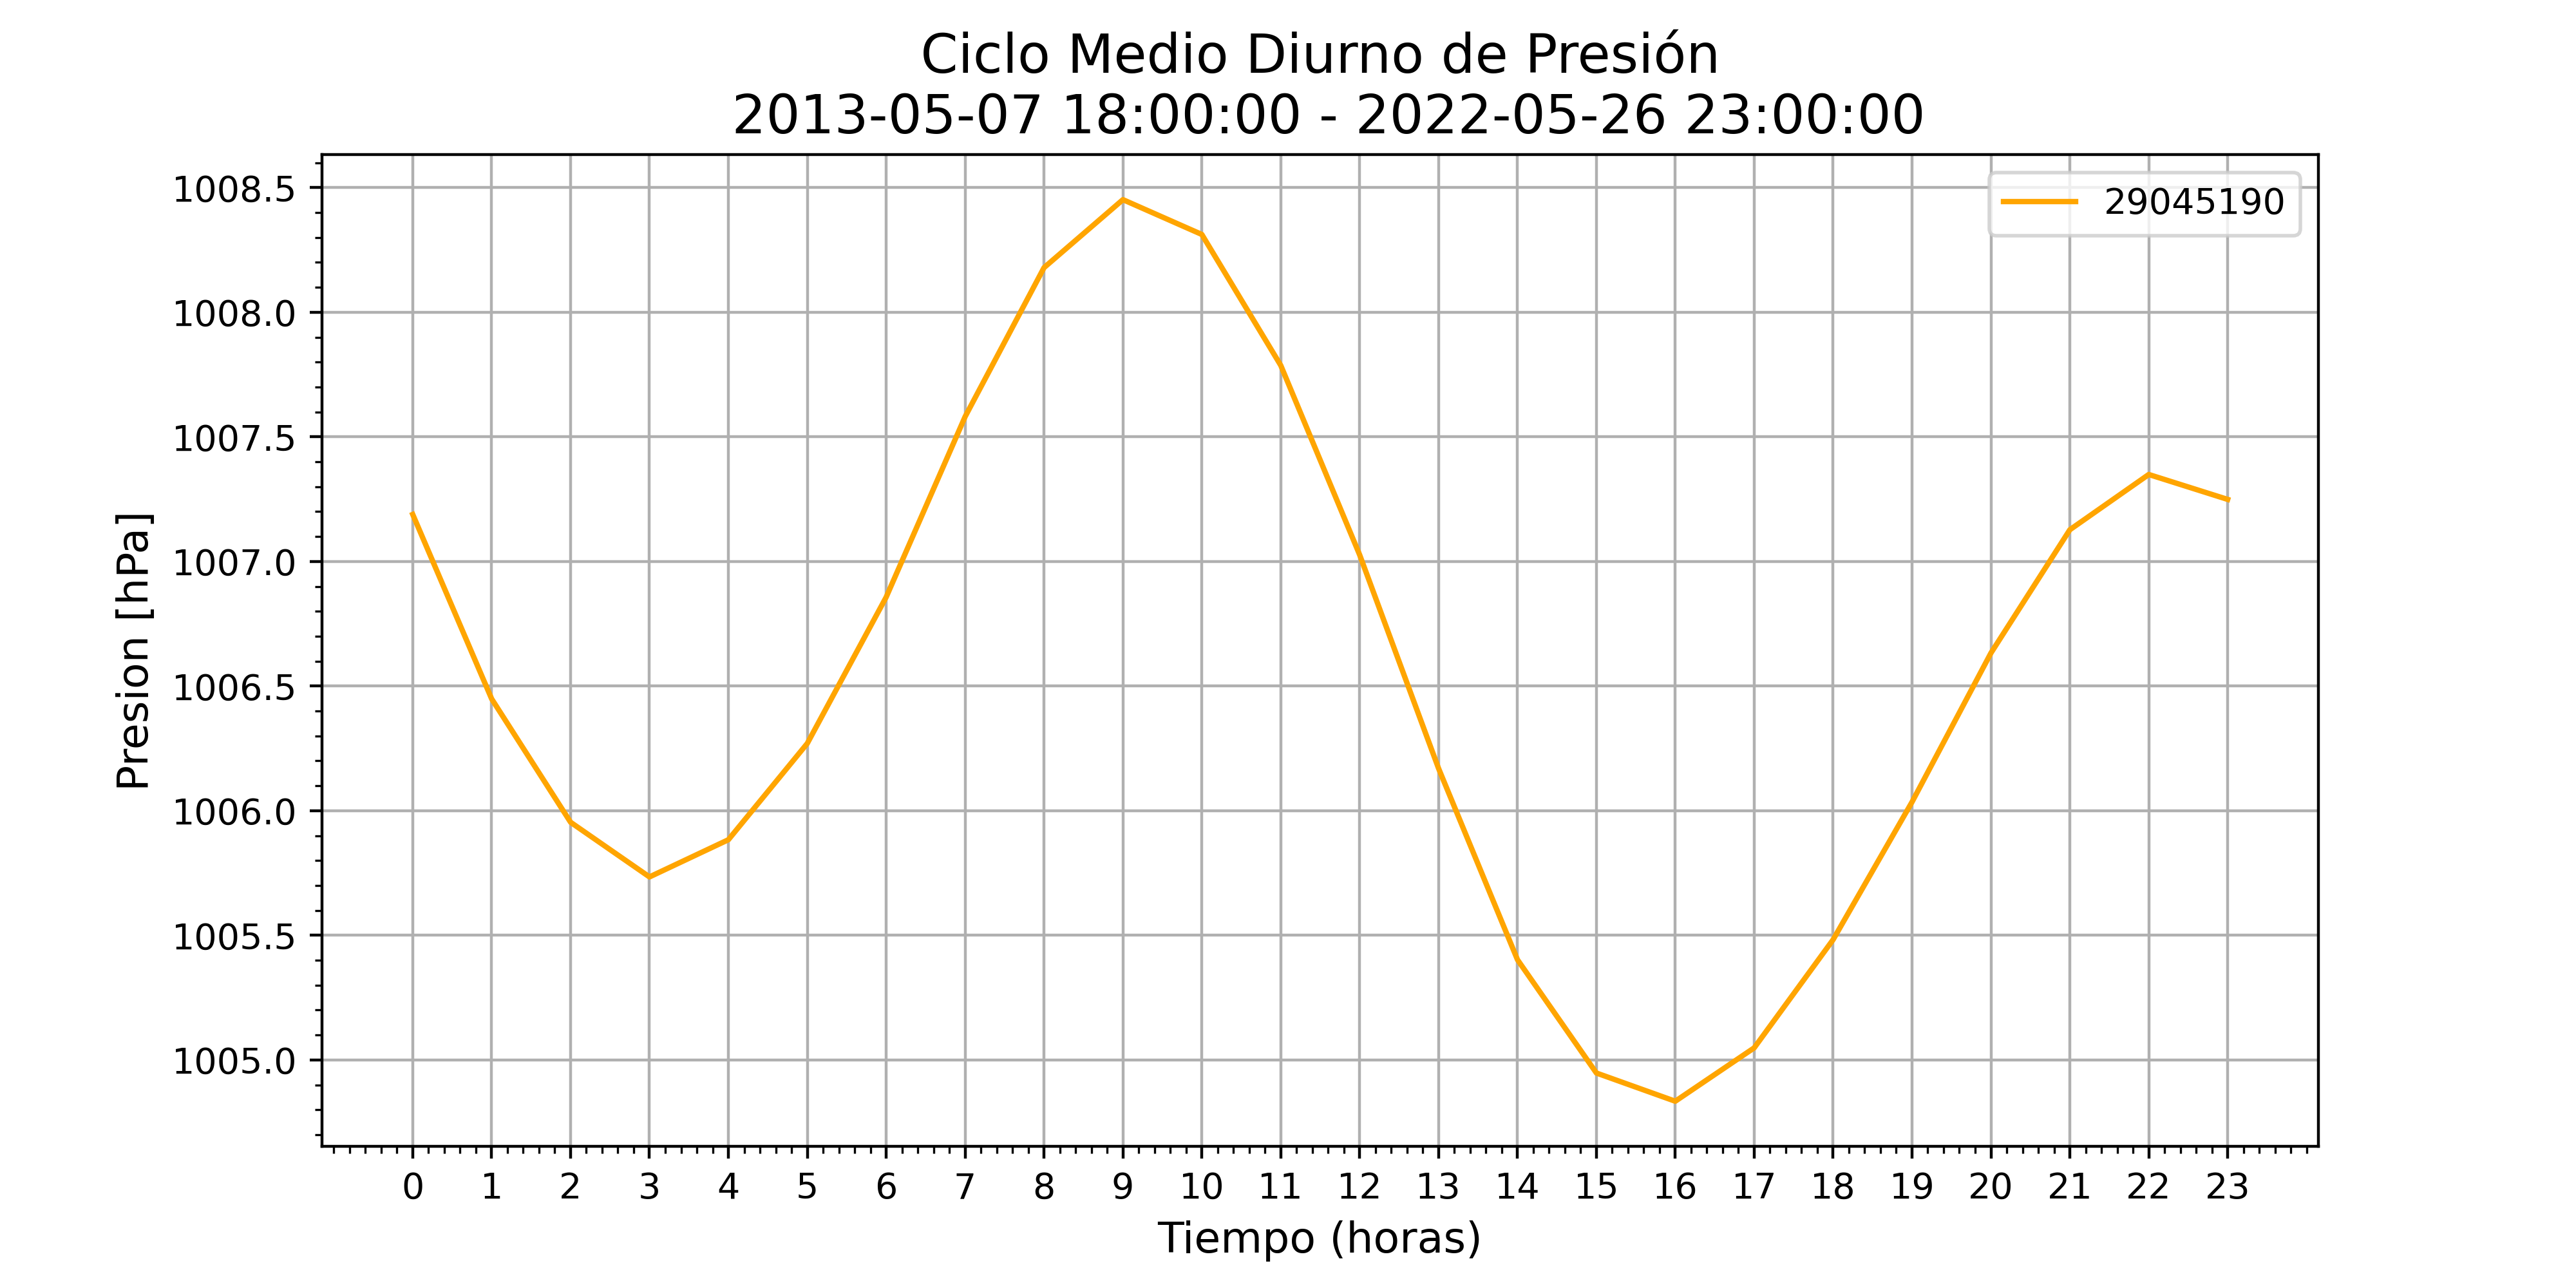 Ciclo Medio Diurno de Presión
2013-05-07 18:00:00 - 2022-05-26 23:00:00
29045190
Presion [hPa]
1008.5
1008.0
1007.5
1007.0
1006.5
1006.0
1005.5
1005.0
0 1 2 3 4 5 6 7 8 9 10 11 12 13 14 15 16 17 18 19 20 21 22 23
Tiempo (horas)